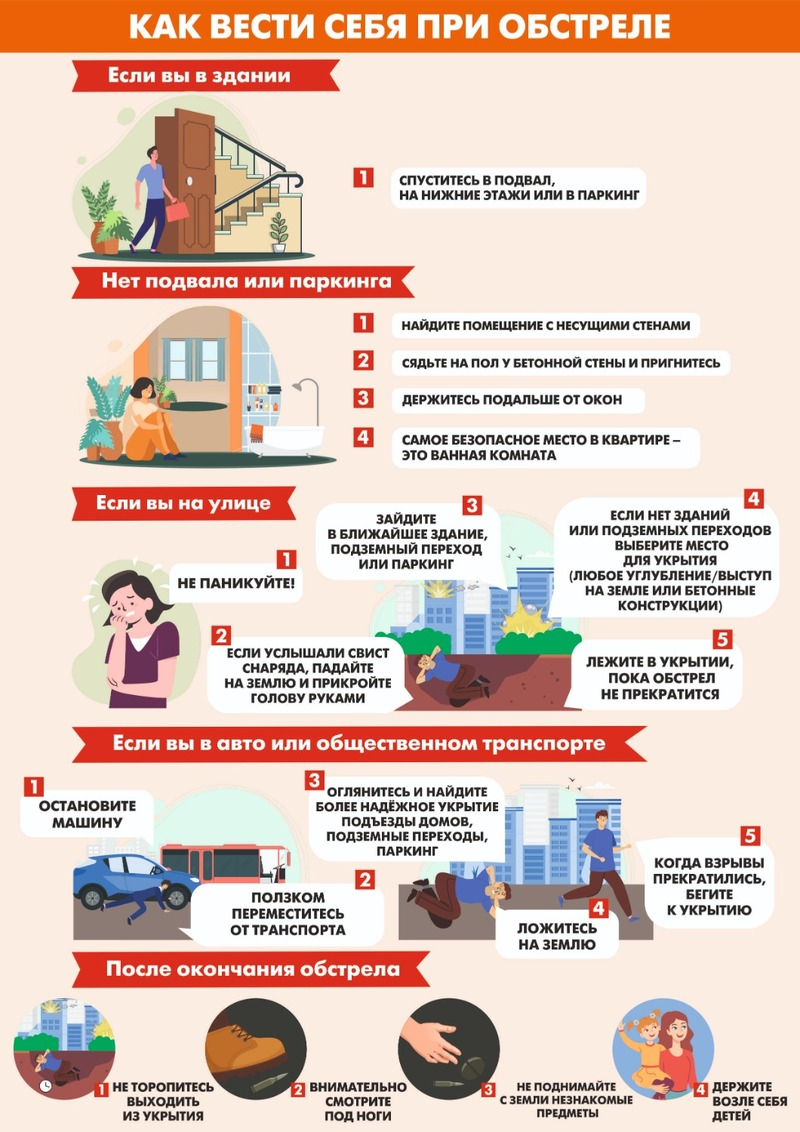 КАК ВЕСТИ СЕБЯ ПРИ ОБСТРЕЛЕ
Если вы в здании
1
СПУСТИТЕСЬ В ПОДВАЛ,
НА НИЖНИЕ ЭТАЖИ ИЛИ В ПАРКИНГ
Нет подвала или паркинга
1
НАЙДИТЕ ПОМЕЩЕНИЕ С НЕСУЩИМИ СТЕНАМИ
2
СЯДЬТЕ НА ПОЛ У БЕТОННОЙ СТЕНЫ И ПРИГНИТЕСЬ
3
ДЕРЖИТЕСЬ ПОДАЛЬШЕ ОТ ОКОН
4
САМОЕ БЕЗОПАСНОЕ МЕСТО В КВАРТИРЕ –
ЭТО ВАННАЯ КОМНАТА
Если вы на улице
1
НЕ ПАНИКУЙТЕ!
2
ЕСЛИ УСЛЫШАЛИ СВИСТ
СНАРЯДА, ПАДАЙТЕ
НА ЗЕМЛЮ И ПРИКРОЙТЕ
ГОЛОВУ РУКАМИ
3
ЗАЙДИТЕ
В БЛИЖАЙШЕЕ ЗДАНИЕ,
ПОДЗЕМНЫЙ ПЕРЕХОД
ИЛИ ПАРКИНГ
4
ЕСЛИ НЕТ ЗДАНИЙ
ИЛИ ПОДЗЕМНЫХ ПЕРЕХОДОВ
ВЫБЕРИТЕ МЕСТО
ДЛЯ УКРЫТИЯ
(ЛЮБОЕ УГЛУБЛЕНИЕ/ВЫСТУП
НА ЗЕМЛЕ ИЛИ БЕТОННЫЕ
КОНСТРУКЦИИ)
5
ЛЕЖИТЕ В УКРЫТИИ,
ПОКА ОБСТРЕЛ
НЕ ПРЕКРАТИТСЯ
Если вы в авто или общественном транспорте
1
ОСТАНОВИТЕ
МАШИНУ
2
ПОЛЗКОМ
ПЕРЕМЕСТИТЕСЬ
ОТ ТРАНСПОРТА
3
ОГЛЯНИТЕСЬ И НАЙДИТЕ
БОЛЕЕ НАДЁЖНОЕ УКРЫТИЕ
ПОДЪЕЗДЫ ДОМОВ,
ПОДЗЕМНЫЕ ПЕРЕХОДЫ,
ПАРКИНГ
4
ЛОЖИТЕСЬ
НА ЗЕМЛЮ
5
КОГДА ВЗРЫВЫ
ПРЕКРАТИЛИСЬ,
БЕГИТЕ
К УКРЫТИЮ
После окончания обстрела
1
НЕ ТОРОПИТЕСЬ
ВЫХОДИТЬ
ИЗ УКРЫТИЯ
2
ВНИМАТЕЛЬНО
СМОТРИТЕ
ПОД НОГИ
3
НЕ ПОДНИМАЙТЕ
С ЗЕМЛИ НЕЗНАКОМЫЕ
ПРЕДМЕТЫ
4
ДЕРЖИТЕ
ВОЗЛЕ СЕБЯ
ДЕТЕЙ